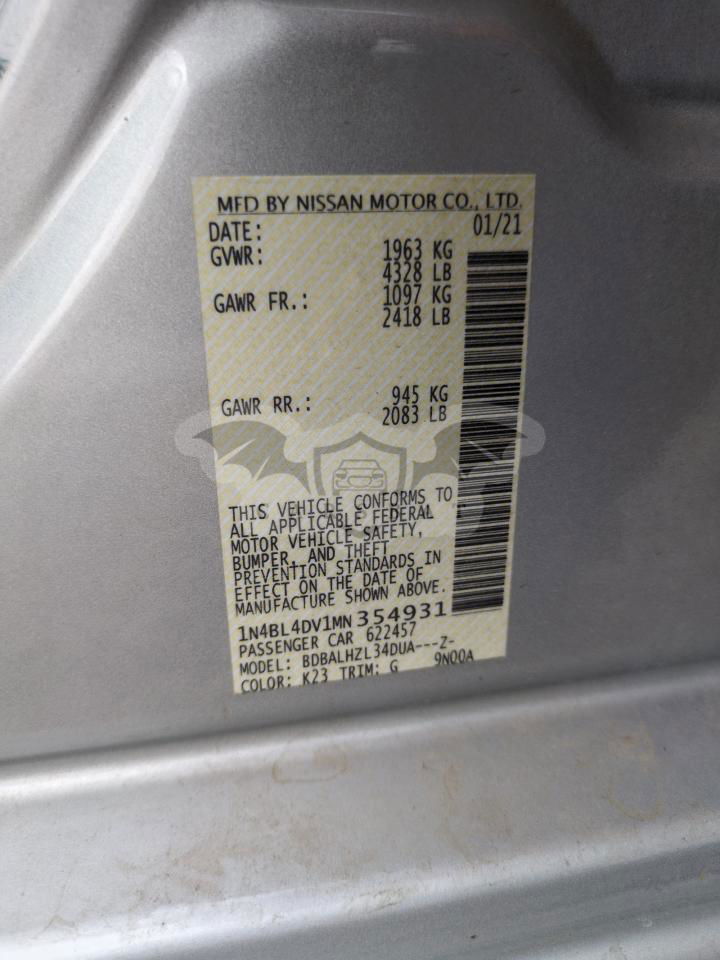 MFD BY NISSAN MOTOR CO., LTD.
DATE: 01/21
GVWR: 1963 KG
4328 LB
GAWR FR.: 1097 KG
2418 LB
GAWR RR.: 945 KG
2083 LB
THIS VEHICLE CONFORMS TO
ALL APPLICABLE FEDERAL
MOTOR VEHICLE SAFETY,
BUMPER, AND THEFT
PREVENTION STANDARDS IN
EFFECT ON THE DATE OF
MANUFACTURE SHOWN ABOVE.
1N4BL4DV1MN354931
PASSENGER CAR 622457
MODEL: BDBALHZL34DUA---Z-
COLOR: K23 TRIM: G 9N00A